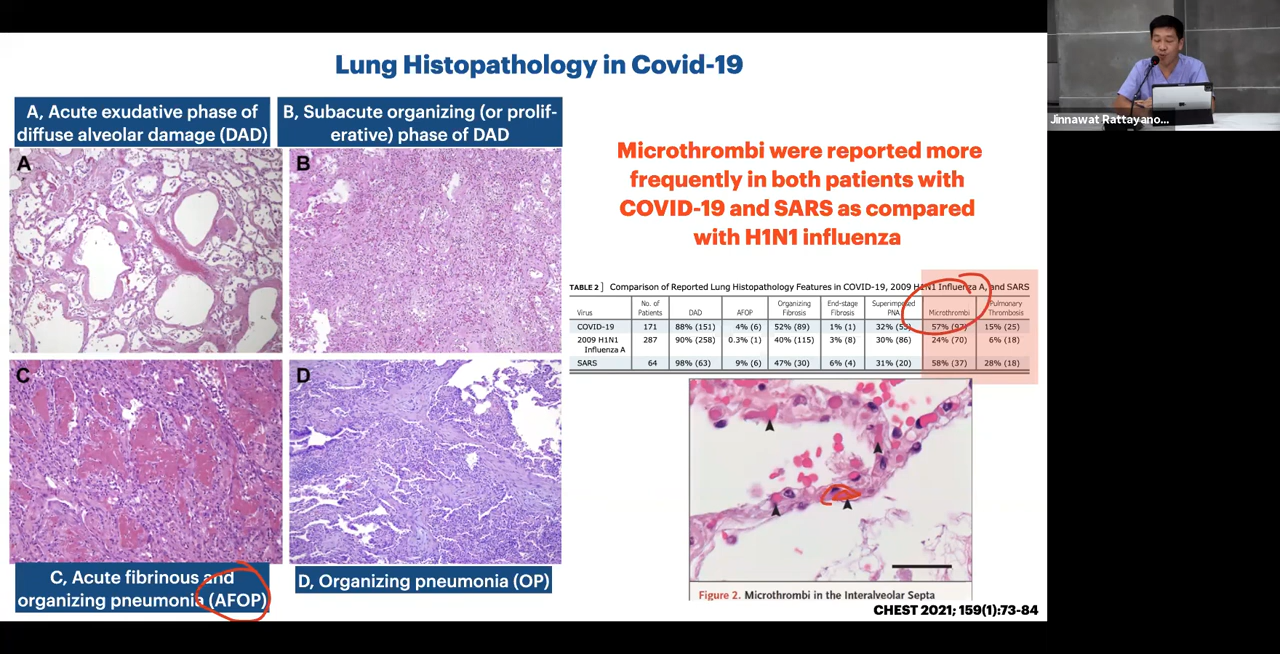 Lung Histopathology in Covid-19
A, Acute exudative phase of
diffuse alveolar damage (DAD)
B, Subacute organizing (or prolif-
erative) phase of DAD
A
B
C
D
C, Acute fibrinous and
organizing pneumonia (AFOP)
D, Organizing pneumonia (OP)
Microthrombi were reported more
frequently in both patients with
COVID-19 and SARS as compared
with H1N1 influenza
TABLE 2 ] Comparison of Reported Lung Histopathology Features in COVID-19, 2009 H1N1 Influenza A, and SARS
Virus No. of Patients DAD AFOP Organizing Fibrosis End-stage Fibrosis Superimposed PNA Microthrombi Pulmonary Thrombosis
COVID-19 171 88% (151) 4% (6) 52% (89) 1% (1) 32% 57% 15% (25)
2009 H1N1 Influenza A 287 90% (258) 0.3% (1) 40% (115) 3% (8) 30% (86) 24% (70) 6% (18)
SARS 64 98% (63) 9% (6) 47% (30) 6% (4) 31% (20) 58% (37) 28% (18)
Figure 2. Microthrombi in the Interalveolar Septa
CHEST 2021; 159(1):73-84
Jinnawat Rattayano...